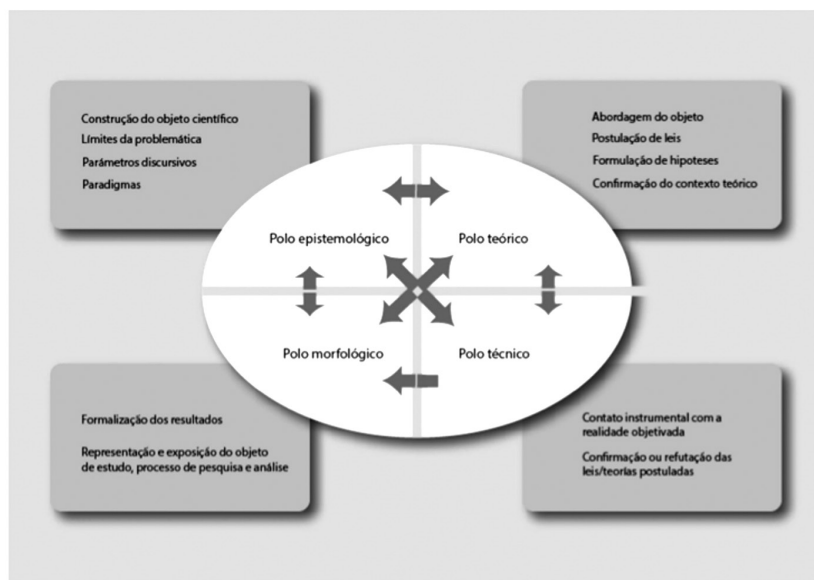 Construção do objeto científico
Límites da problemática
Parámetros discursivos
Paradigmas
Abordagem do objeto
Postulação de leis
Formulação de hipoteses
Confirmação do contexto teórico
Polo epistemológico
Polo teórico
Polo morfológico
Polo técnico
Formalização dos resultados
Representação e exposição do objeto
de estudo, processo de pesquisa e análise
Contato instrumental com a
realidade objetivada
Confirmação ou refutação das
leis/teorias postuladas